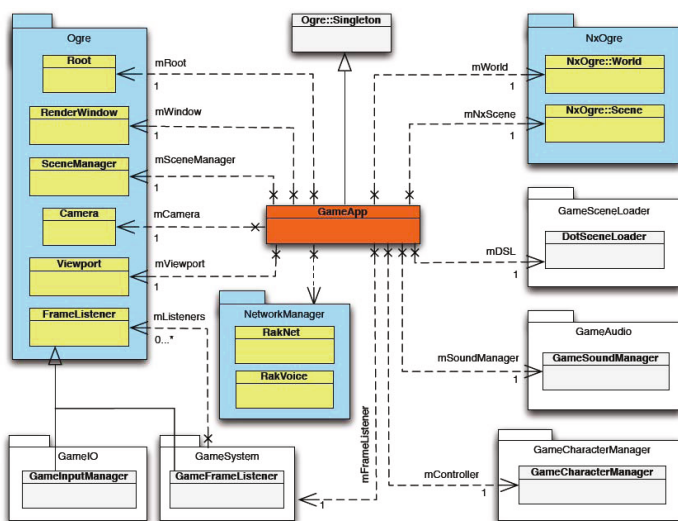 Ogre
Ogre::Singleton
NxOgre
Root
mRoot
1
mWorld
1
NxOgre::World
RenderWindow
mWindow
1
mNxScene
1
NxOgre::Scene
SceneManager
mSceneManager
1
Camera
mCamera
1
GameApp
GameSceneLoader
DotSceneLoader
mDSL
1
Viewport
mViewport
1
FrameListener
mListeners
0...*
NetworkManager
RakNet
RakVoice
GameAudio
GameSoundManager
mSoundManager
1
mFrameListener
1
GameIO
GameInputManager
GameSystem
GameFrameListener
GameCharacterManager
GameCharacterManager
mController
1